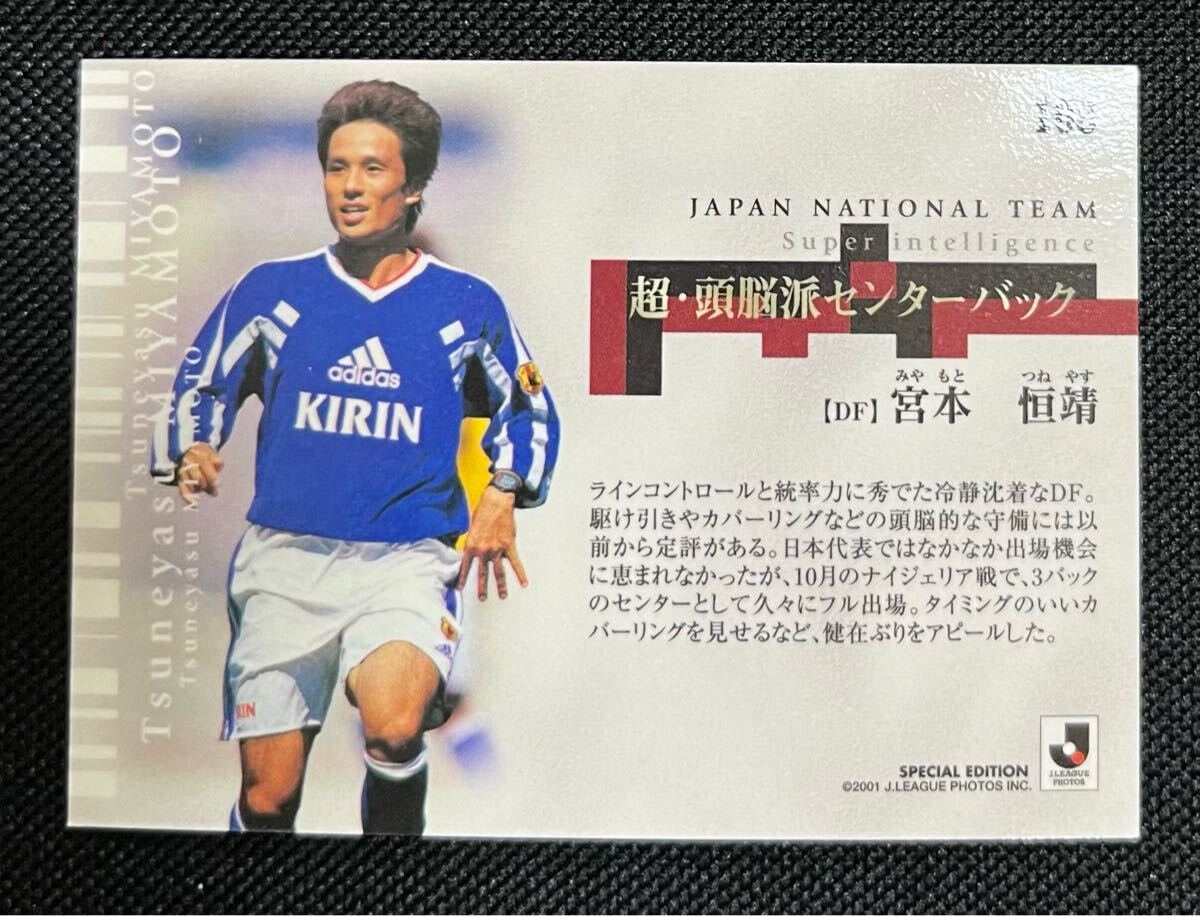 JAPAN NATIONAL TEAM
Super intelligence
超・頭脳派センターバック
みや もと つね やす
【DF】宮本 恒靖
ラインコントロールと統率力に秀でた冷静沈着なDF。
駆け引きやカバーリングなどの頭脳的な守備には以
前から定評がある。日本代表ではなかなか出場機会
に恵まれなかったが、10月のナイジェリア戦で、3バック
のセンターとして久々にフル出場。タイミングのいいカ
バーリングを見せるなど、健在ぶりをアピールした。
SPECIAL EDITION
©2001 J.LEAGUE PHOTOS INC.
J.LEAGUE
PHOTOS
Tsuneyasu MIYAMOTO
Tsuneyasu MIYAMOTO
Tsuneyasu MIYAMOTO
adidas
KIRIN